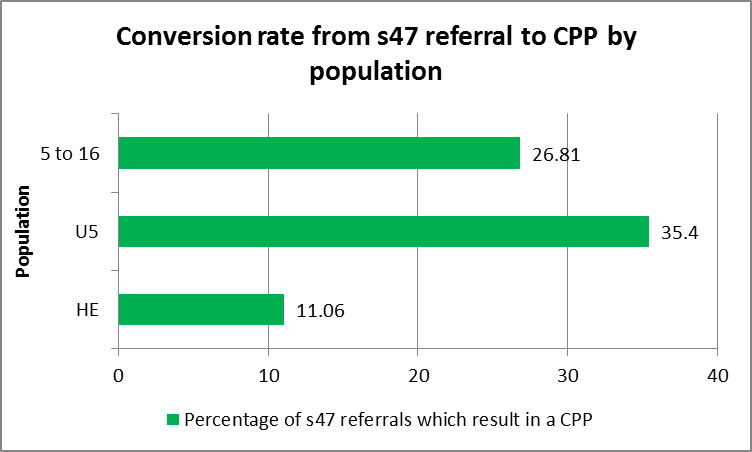 Conversion rate from s47 referral to CPP by
population
Population
5 to 16
26.81
U5
35.4
HE
11.06
0 10 20 30 40
Percentage of s47 referrals which result in a CPP